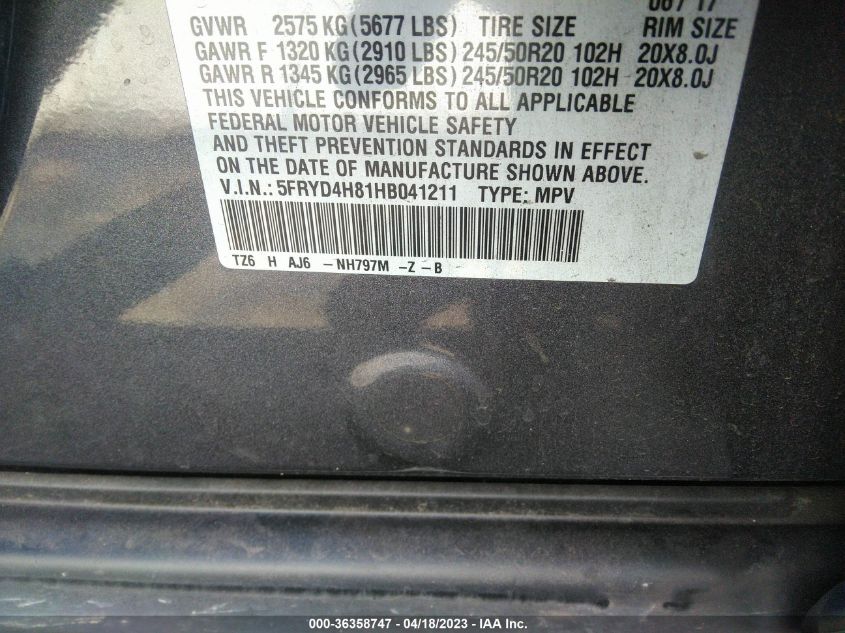 06 / 17
GVWR 2575 KG (5677 LBS) TIRE SIZE RIM SIZE
GAWR F 1320 KG (2910 LBS) 245/50R20 102H 20X8.0J
GAWR R 1345 KG (2965 LBS) 245/50R20 102H 20X8.0J
THIS VEHICLE CONFORMS TO ALL APPLICABLE
FEDERAL MOTOR VEHICLE SAFETY
AND THEFT PREVENTION STANDARDS IN EFFECT
ON THE DATE OF MANUFACTURE SHOWN ABOVE.
V.I.N.: 5FRYD4H81HB041211 TYPE: MPV
TZ6 H AJ6 -NH797M -Z-B
000-36358747 - 04/18/2023 - IAA Inc.